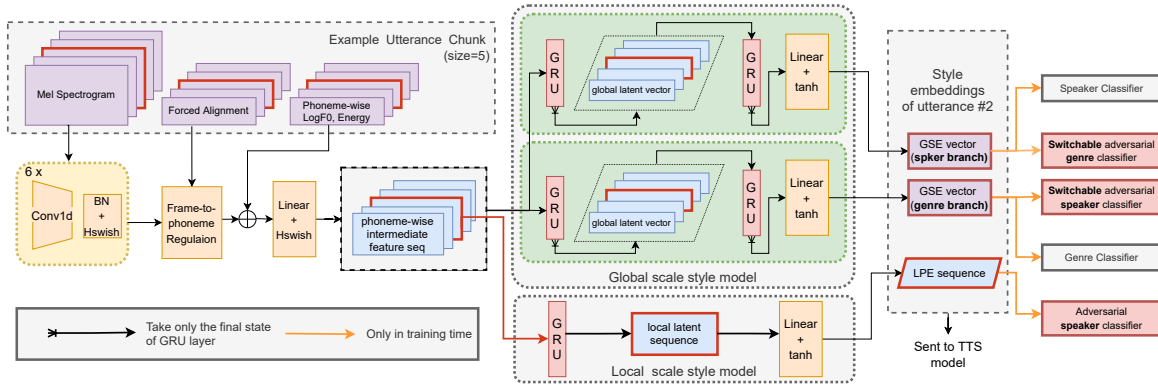 Example Utterance Chunk
(size=5)
Mel Spectrogram
Forced Alignment
Phoneme-wise
LogF0, Energy
6 x
Conv1d
BN
+
Hswish
Frame-to-
phoneme
Regulaion
Linear
+
Hswish
phoneme-wise
intermediate
feature seq
GRU
global latent vector
GRU
Linear
+
tanh
GRU
global latent vector
GRU
Linear
+
tanh
Global scale style model
GRU
local latent
sequence
Linear
+
tanh
Local scale style model
Style
embeddings
of utterance #2
GSE vector
(spker branch)
GSE vector
(genre branch)
LPE sequence
Sent to TTS
model
Speaker Classifier
Switchable adversarial
genre classifier
Switchable adversarial
speaker classifier
Genre Classifier
Adversarial
speaker classifier
Take only the final state
of GRU layer
Only in training time